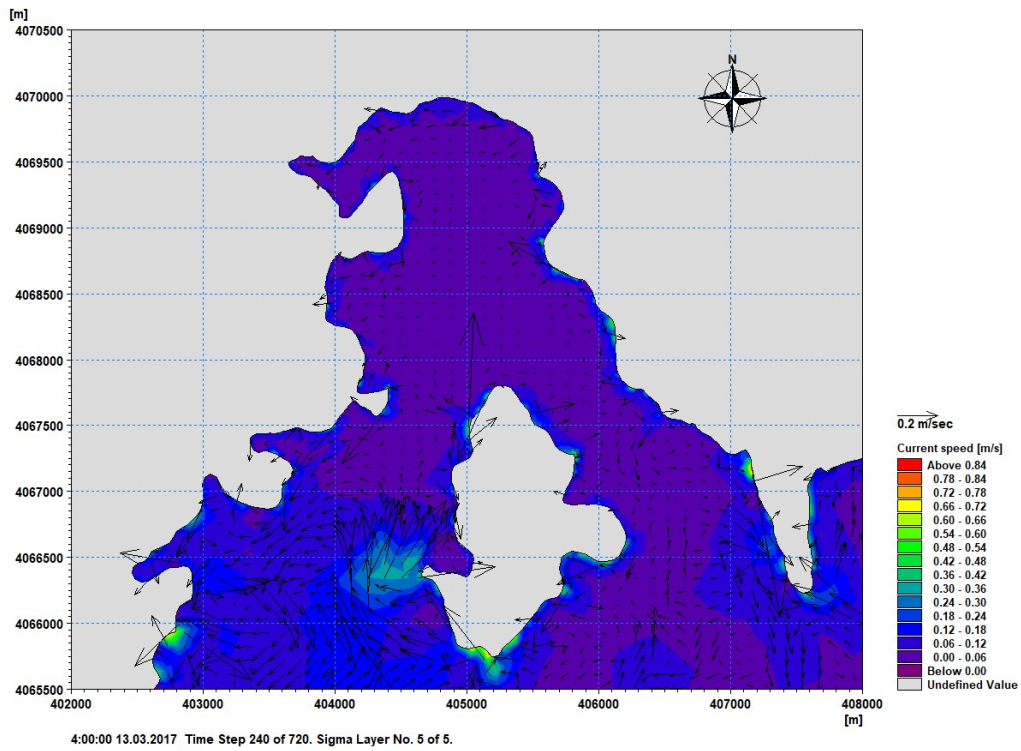 [m]
4070500
4070000
4069500
4069000
4068500
4068000
4067500
4067000
4066500
4066000
4065500
402000 403000 404000 405000 406000 407000 408000
[m]
N
0.2 m/sec
Current speed [m/s]
Above 0.84
0.78 - 0.84
0.72 - 0.78
0.66 - 0.72
0.60 - 0.66
0.54 - 0.60
0.48 - 0.54
0.42 - 0.48
0.36 - 0.42
0.30 - 0.36
0.24 - 0.30
0.18 - 0.24
0.12 - 0.18
0.06 - 0.12
0.00 - 0.06
Below 0.00
Undefined Value
4:00:00 13.03.2017 Time Step 240 of 720. Sigma Layer No. 5 of 5.